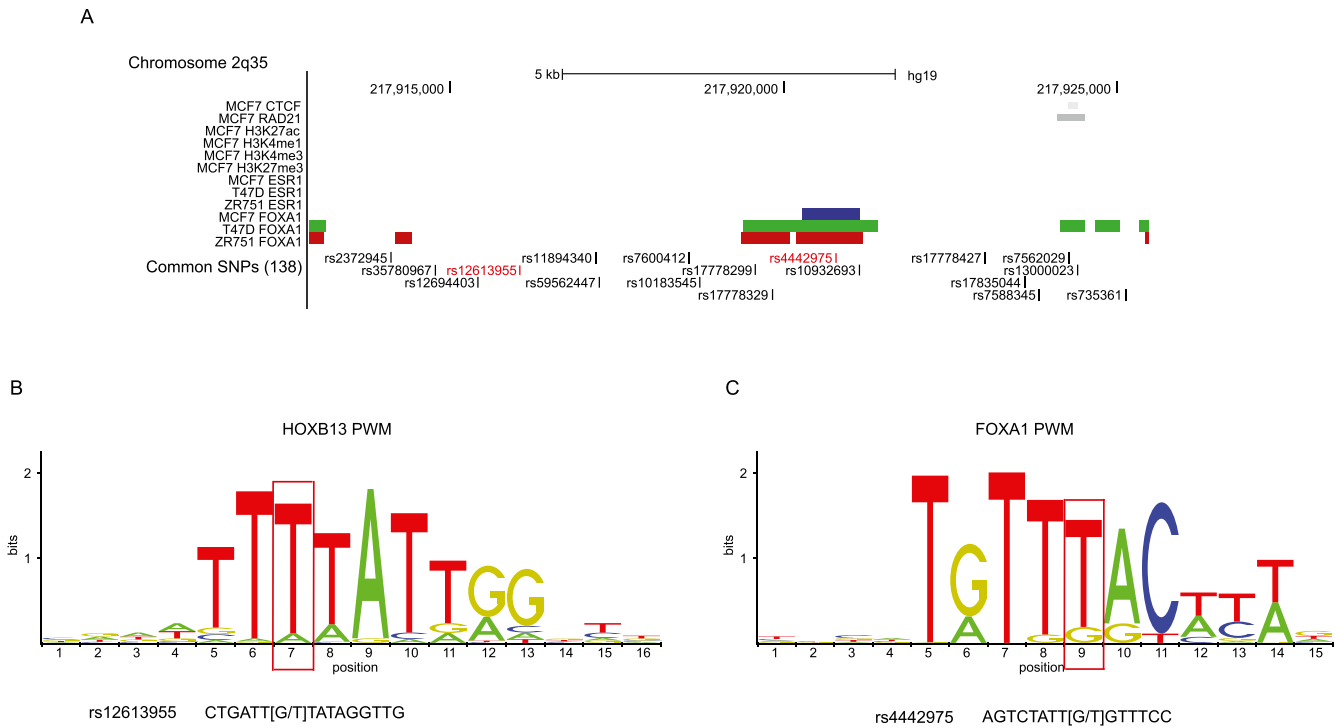 A
Chromosome 2q35
5 kb
hg19
217,915,000
217,920,000
217,925,000
MCF7 CTCF
MCF7 RAD21
MCF7 H3K27ac
MCF7 H3K4me1
MCF7 H3K4me3
MCF7 H3K27me3
MCF7 ESR1
T47D ESR1
ZR751 ESR1
MCF7 FOXA1
T47D FOXA1
ZR751 FOXA1
Common SNPs (138)
rs2372945 rs11894340 rs7600412 rs4442975 rs17778427 rs7562029
rs35780967 rs12613955 rs17778299 rs10932693 rs13000023
rs12694403 rs59562447 rs10183545 rs17835044
rs17778329 rs7588345 rs735361
B
HOXB13 PWM
2
1
bits
1 2 3 4 5 6 7 8 9 10 11 12 13 14 15 16
position
rs12613955 CTGATT[G/T]TATAGGTTG
C
FOXA1 PWM
2
1
bits
1 2 3 4 5 6 7 8 9 10 11 12 13 14 15
position
rs4442975 AGTCTATT[G/T]GTTTCC